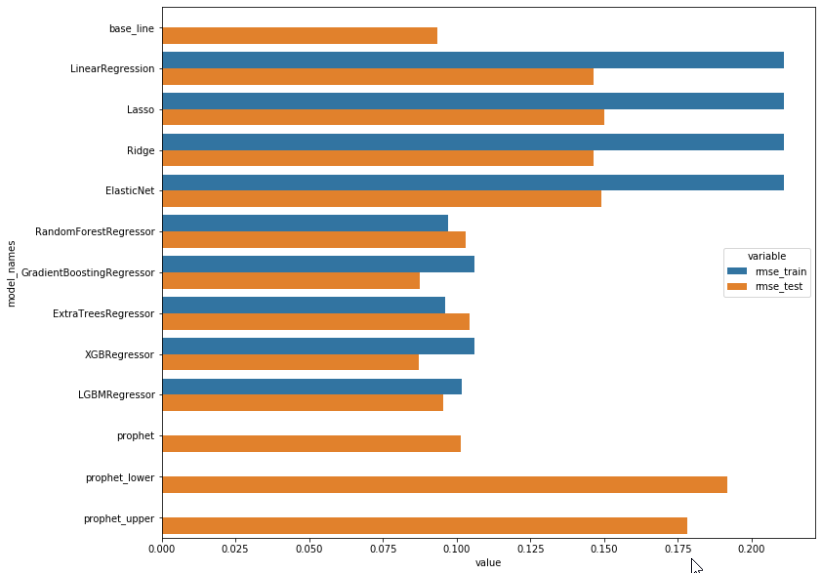 base_line
LinearRegression
Lasso
Ridge
ElasticNet
RandomForestRegressor
GradientBoostingRegressor
ExtraTreesRegressor
XGBRegressor
LGBMRegressor
prophet
prophet_lower
prophet_upper
model_names
variable
rmse_train
rmse_test
0.000 0.025 0.050 0.075 0.100 0.125 0.150 0.175 0.200
value